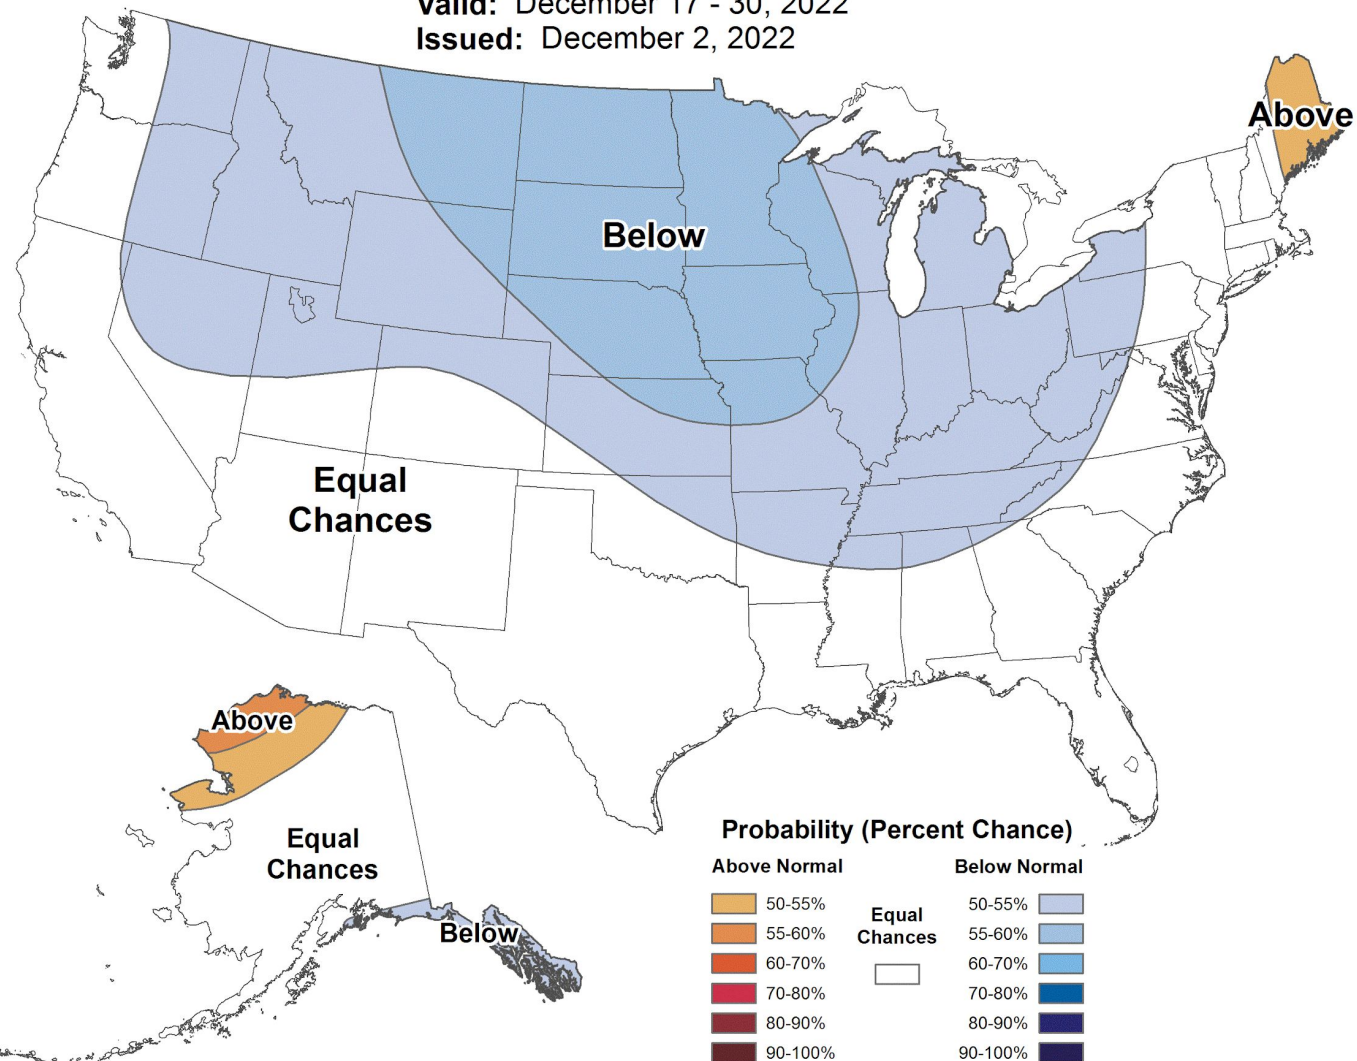 Valid: December 17 - 30, 2022
Issued: December 2, 2022
Above
Below
Equal
Chances
Above
Equal
Chances
Below
Probability (Percent Chance)
Above Normal
Below Normal
50-55%
55-60%
60-70%
70-80%
80-90%
90-100%
Equal
Chances
50-55%
55-60%
60-70%
70-80%
80-90%
90-100%